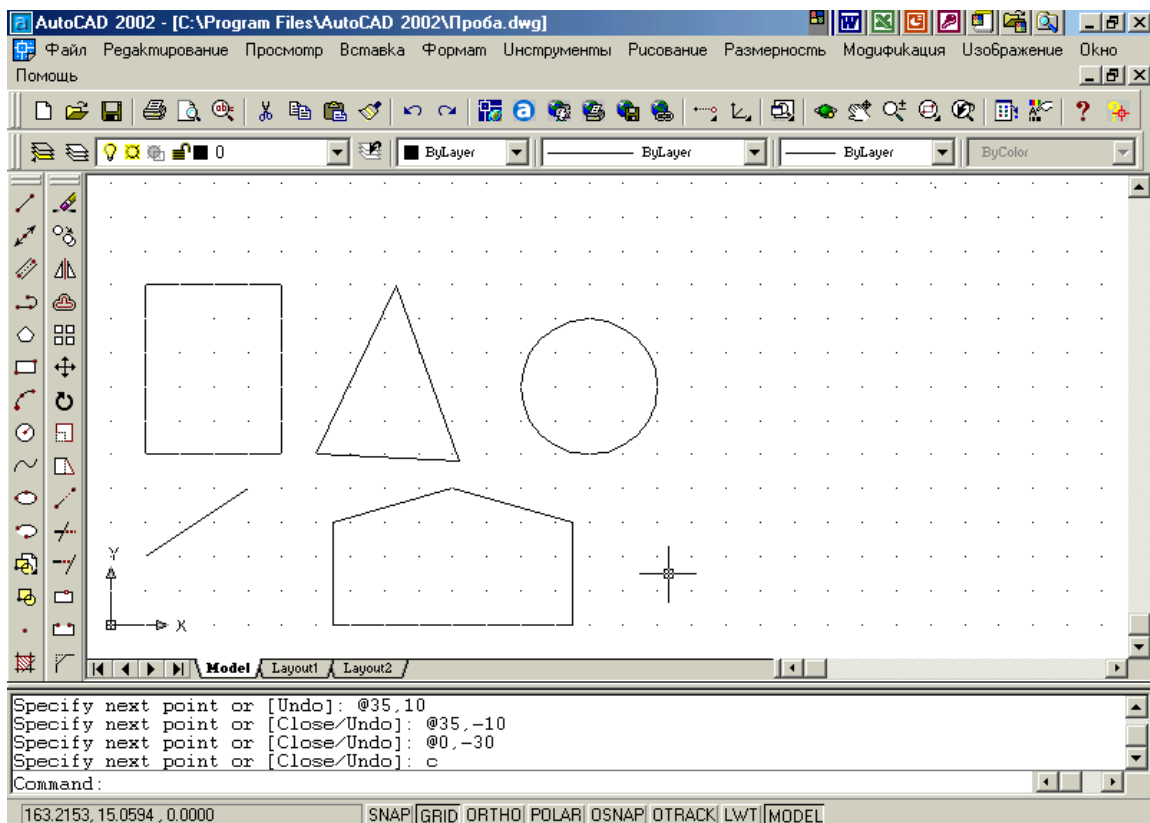 AutoCAD 2002 - [C:\Program Files\AutoCAD 2002\Проба.dwg]
Файл Редактирование Просмотр Вставка Формат Инструменты Рисование Размерность Модификация Изображение Окно
Помощь
0 ByLayer ByLayer ByLayer ByColor
Y
X
Model Layout1 Layout2
Specify next point or [Undo]: @35,10
Specify next point or [Close/Undo]: @35,-10
Specify next point or [Close/Undo]: @0,-30
Specify next point or [Close/Undo]: c
Command:
163.2153, 15.0594 , 0.0000 SNAP GRID ORTHO POLAR OSNAP OTRACK LWT MODEL